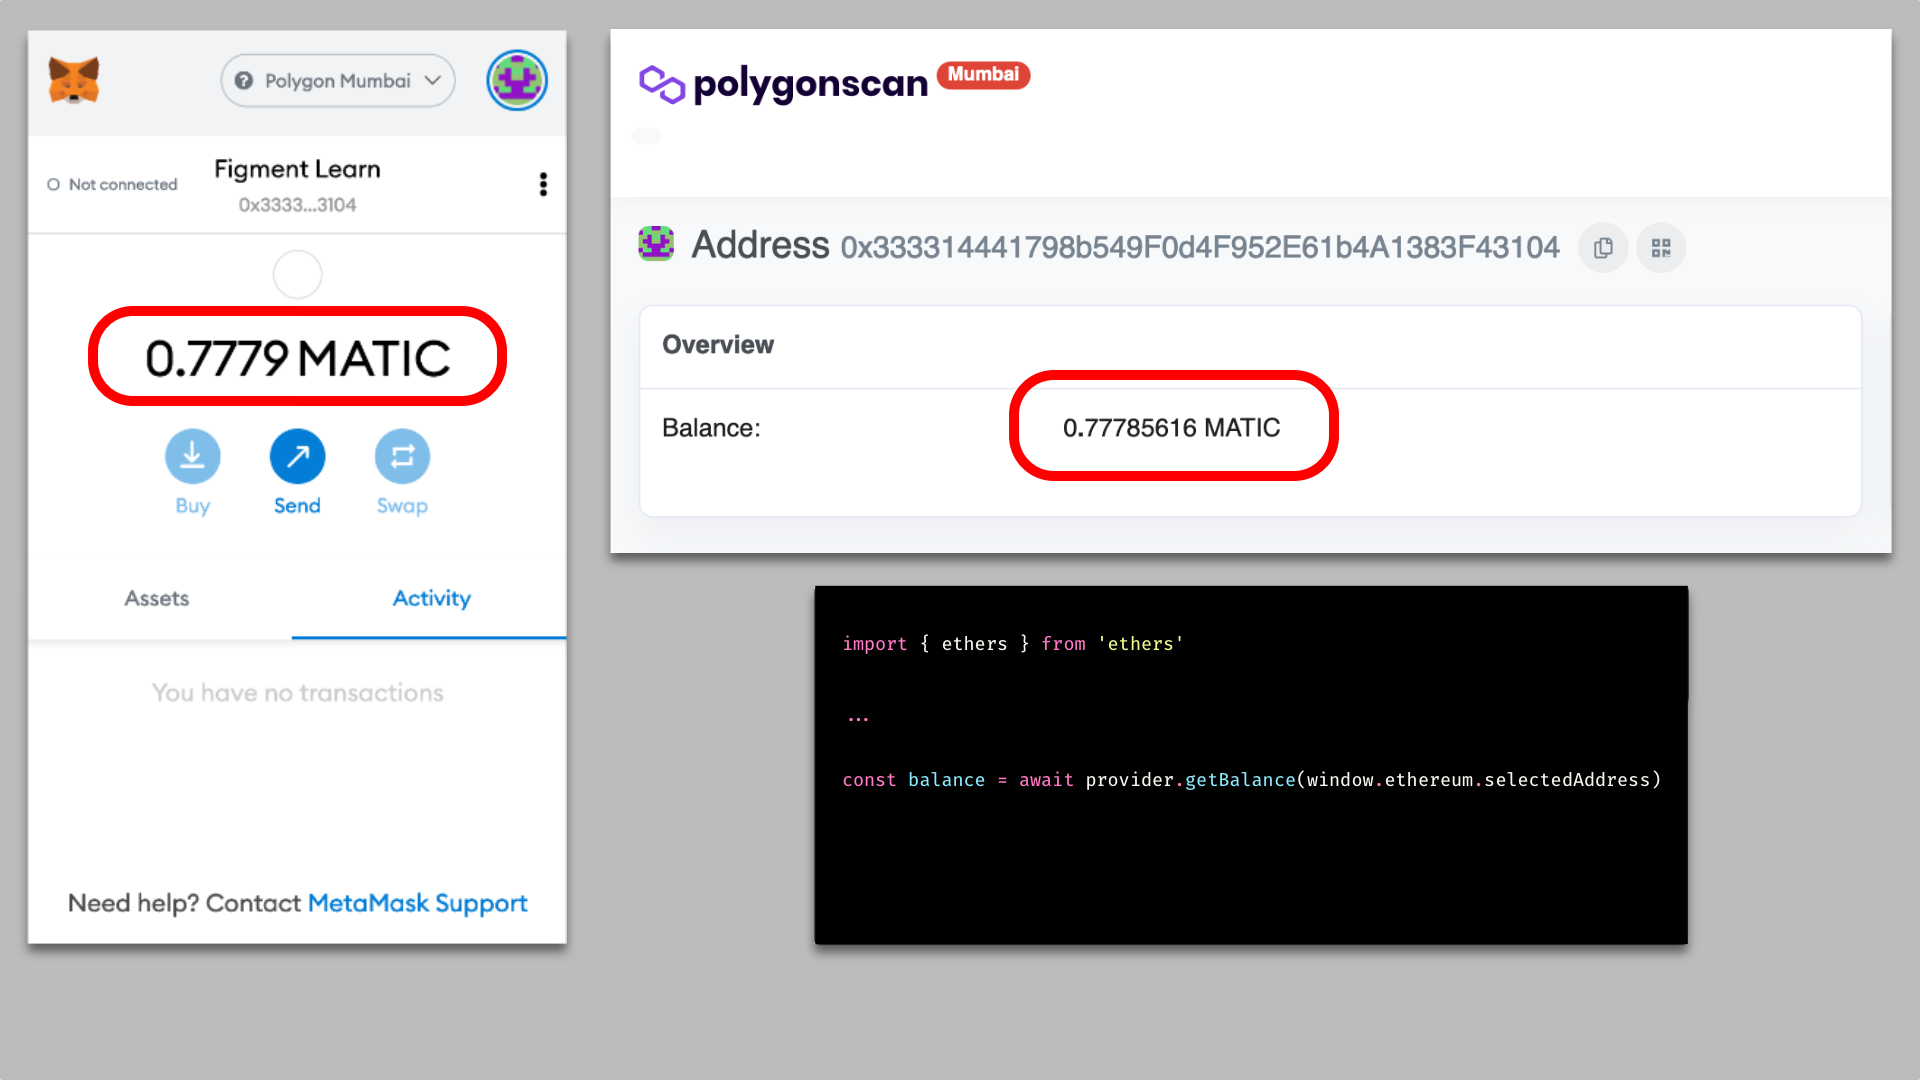 Polygon Mumbai
Not connected
Figment Learn
0x3333...3104
0.7779 MATIC
Buy
Send
Swap
Assets
Activity
You have no transactions
Need help? Contact MetaMask Support
polygonscan Mumbai
Address 0x333314441798b549F0d4F952E61b4A1383F43104
Overview
Balance: 0.77785616 MATIC
import { ethers } from 'ethers'
...
const balance = await provider.getBalance(window.ethereum.selectedAddress)